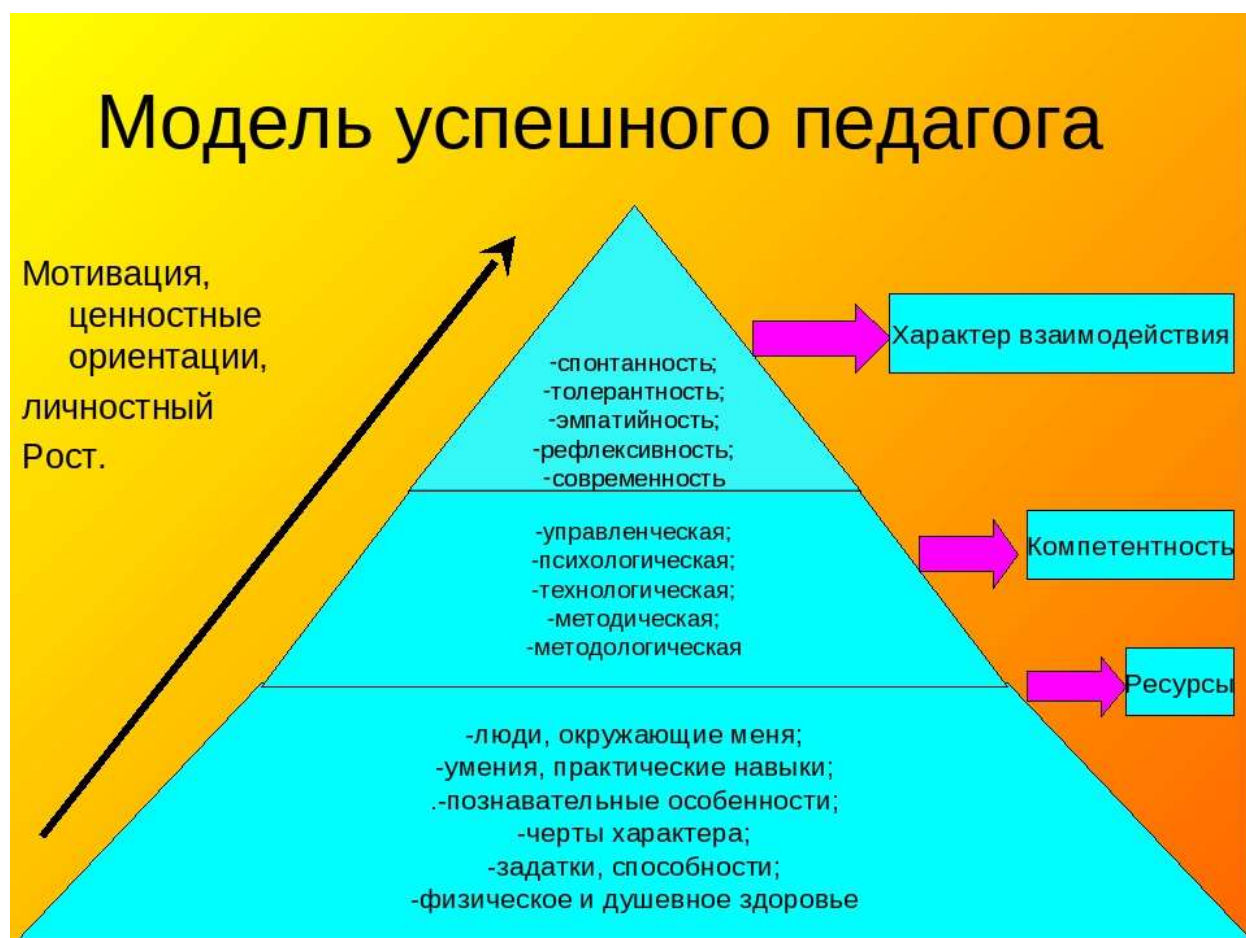 Модель успешного педагога
Мотивация,
ценностные
ориентации,
личностный
Рост.
-спонтанность;
-толерантность;
-эмпатийность;
-рефлексивность;
-современность
Характер взаимодействия
-управленческая;
-психологическая;
-технологическая;
-методическая;
-методологическая
Компетентность
Ресурсы
-люди, окружающие меня;
-умения, практические навыки;
.-познавательные особенности;
-черты характера;
-задатки, способности;
-физическое и душевное здоровье